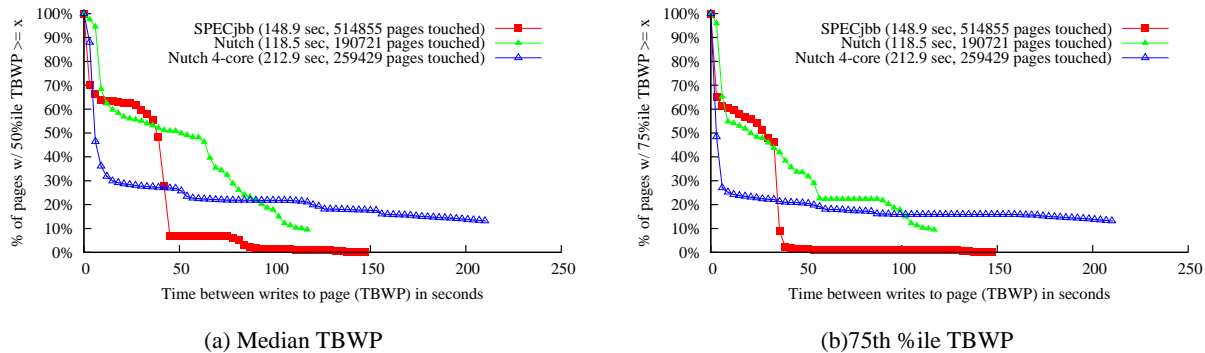 SPECjbb (148.9 sec, 514855 pages touched)
Nutch (118.5 sec, 190721 pages touched)
Nutch 4-core (212.9 sec, 259429 pages touched)
% of pages w/ 50%ile TBWP >= x
100%
90%
80%
70%
60%
50%
40%
30%
20%
10%
0%
0 50 100 150 200 250
Time between writes to page (TBWP) in seconds
(a) Median TBWP
SPECjbb (148.9 sec, 514855 pages touched)
Nutch (118.5 sec, 190721 pages touched)
Nutch 4-core (212.9 sec, 259429 pages touched)
% of pages w/ 75%ile TBWP >= x
100%
90%
80%
70%
60%
50%
40%
30%
20%
10%
0%
0 50 100 150 200 250
Time between writes to page (TBWP) in seconds
(b)75th %ile TBWP